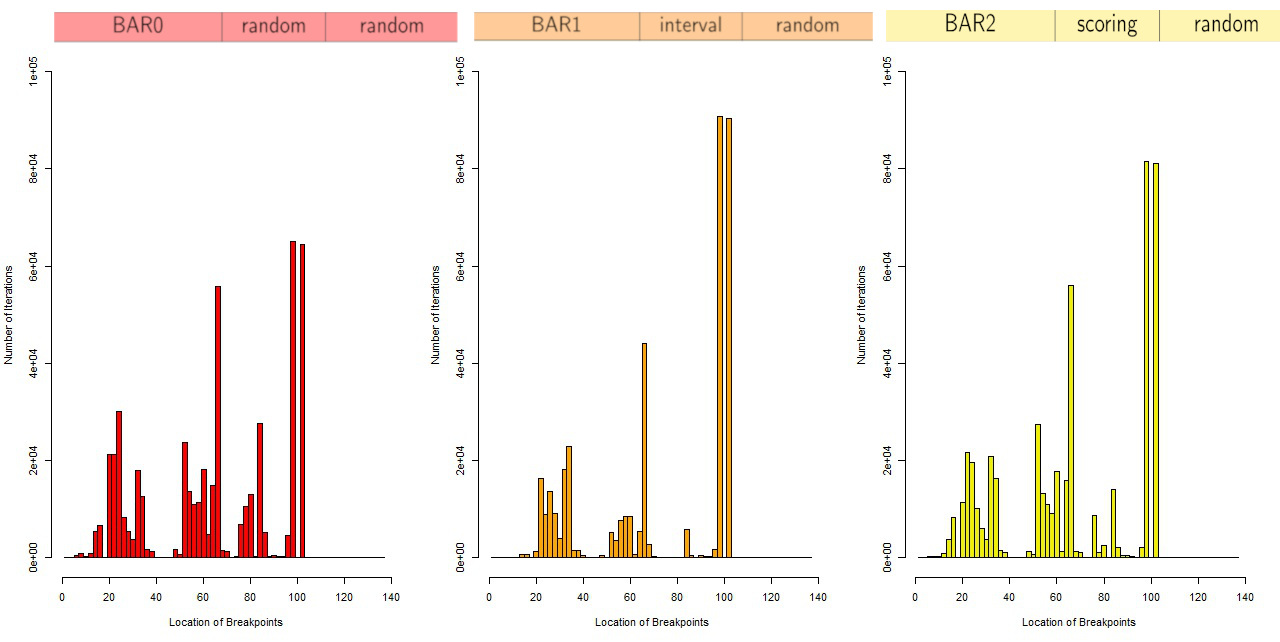 BAR0 random random
BAR1 interval random
BAR2 scoring random
Number of Iterations
1e+05
8e+04
6e+04
4e+04
2e+04
0e+00
0 20 40 60 80 100 120 140
Location of Breakpoints
Number of Iterations
1e+05
8e+04
6e+04
4e+04
2e+04
0e+00
0 20 40 60 80 100 120 140
Location of Breakpoints
Number of Iterations
1e+05
8e+04
6e+04
4e+04
2e+04
0e+00
0 20 40 60 80 100 120 140
Location of Breakpoints